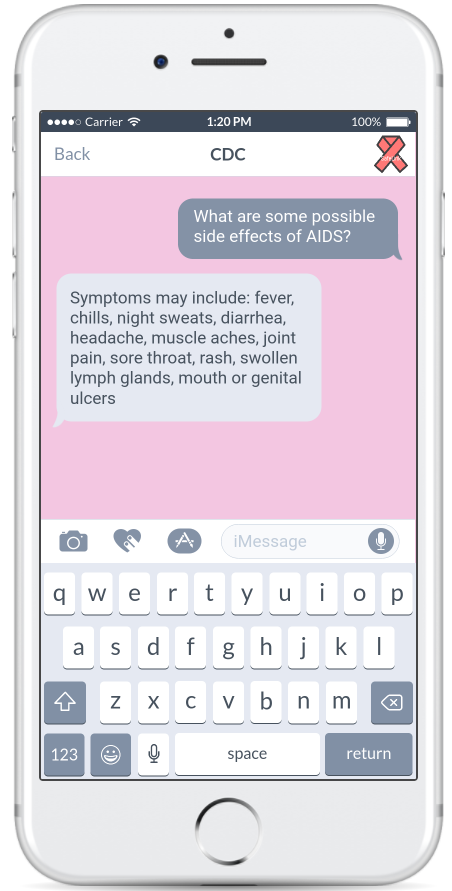 Carrier 1:20 PM 100%
Back CDC
What are some possible
side effects of AIDS?
Symptoms may include: fever,
chills, night sweats, diarrhea,
headache, muscle aches, joint
pain, sore throat, rash, swollen
lymph glands, mouth or genital
ulcers
iMessage
q w e r t y u i o p
a s d f g h j k l
z x c v b n m
123 space return